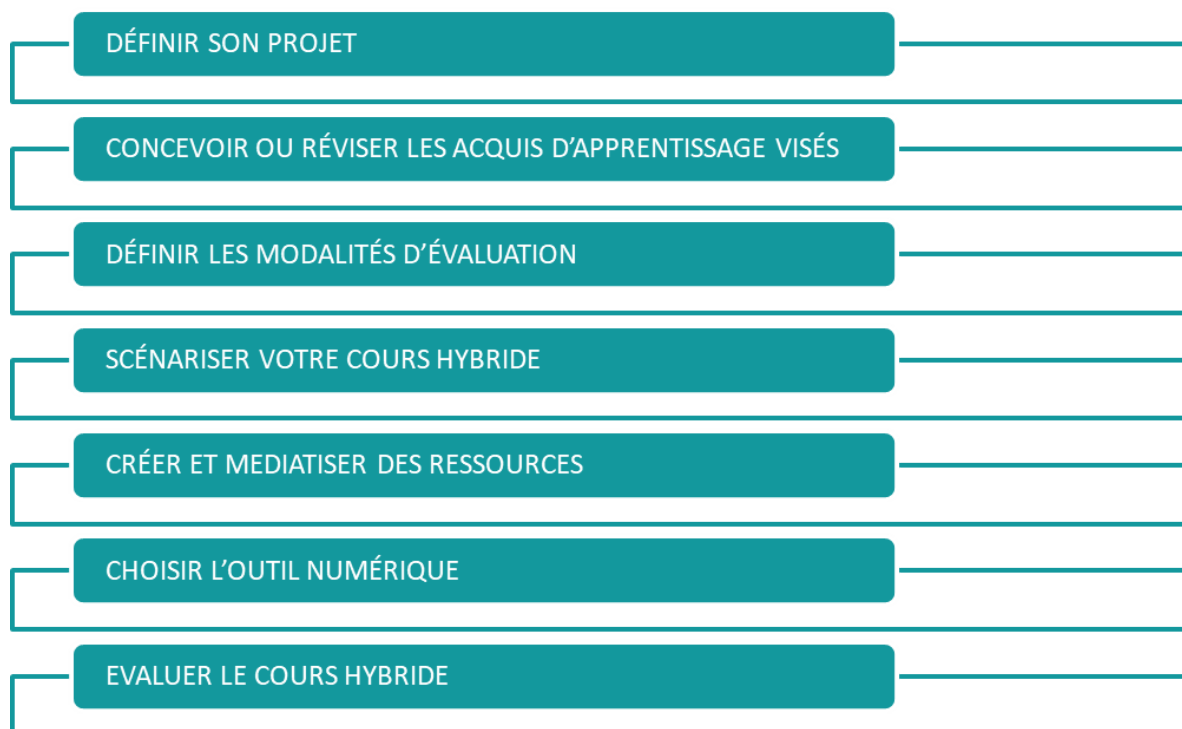 DÉFINIR SON PROJET
CONCEVOIR OU RÉVISER LES ACQUIS D’APPRENTISSAGE VISÉS
DÉFINIR LES MODALITÉS D’ÉVALUATION
SCÉNARISER VOTRE COURS HYBRIDE
CRÉER ET MEDIATISER DES RESSOURCES
CHOISIR L’OUTIL NUMÉRIQUE
EVALUER LE COURS HYBRIDE